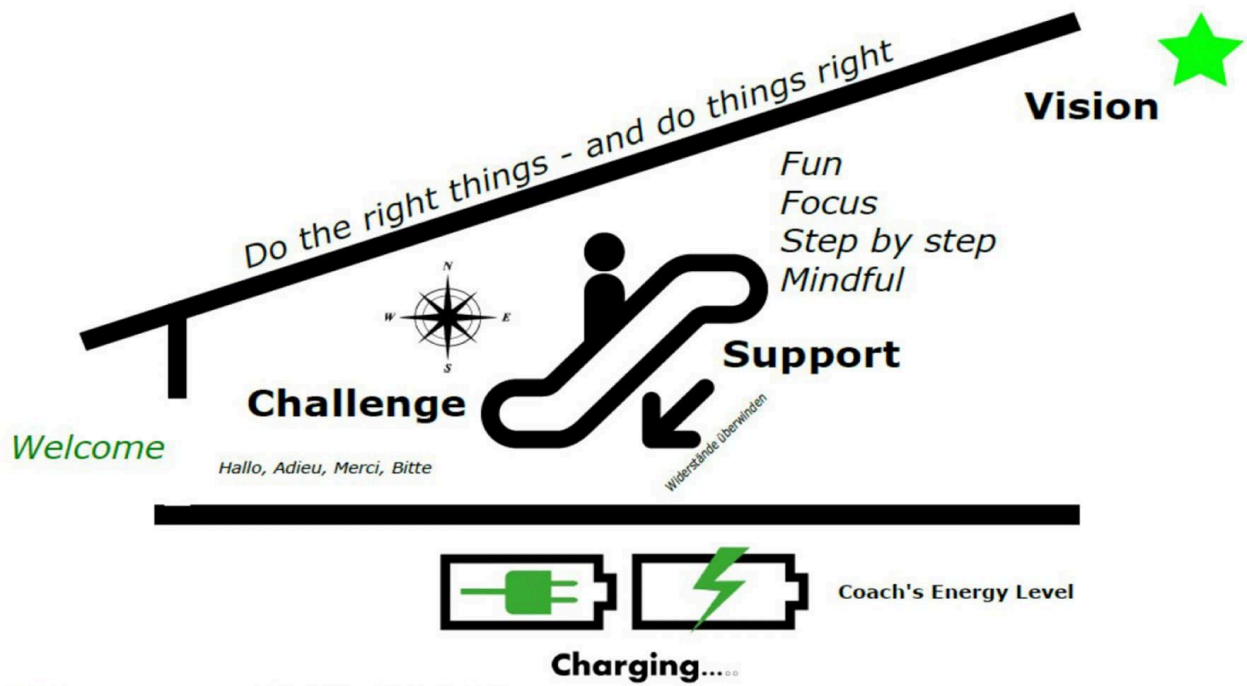 Do the right things - and do things right
Vision
Fun
Focus
Step by step
Mindful
N
W
E
S
Support
Challenge
Widerstände überwinden
Welcome
Hallo, Adieu, Merci, Bitte
Coach's Energy Level
Charging.....